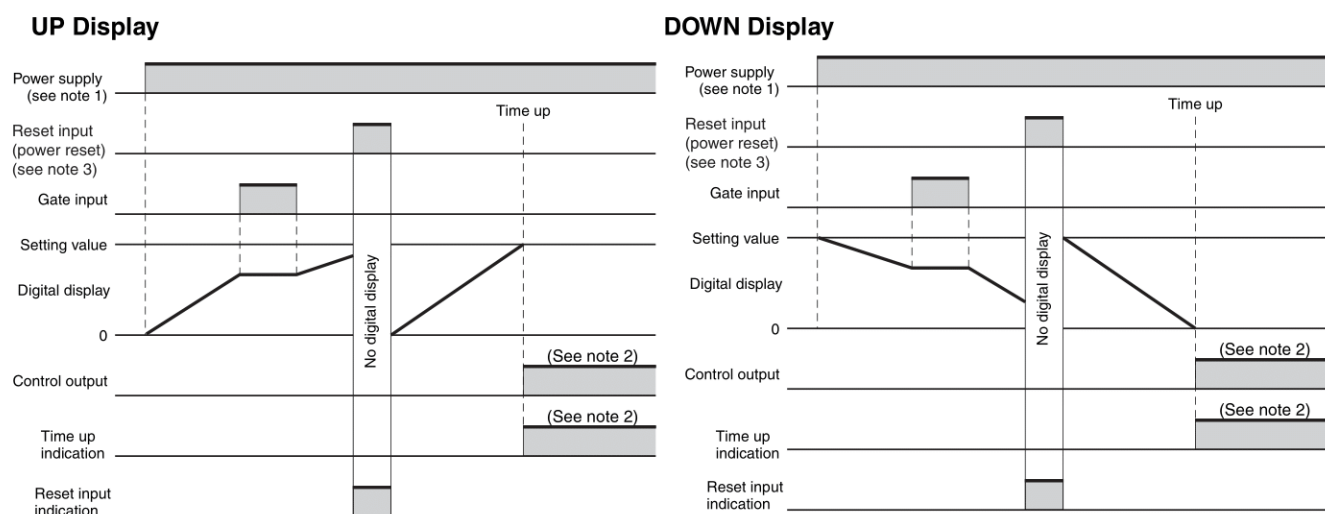 UP Display
Power supply
(see note 1)
Time up
Reset input
(power reset)
(see note 3)
Gate input
Setting value
Digital display
No digital display
0
(See note 2)
Control output
(See note 2)
Time up
indication
Reset input
indication
DOWN Display
Power supply
(see note 1)
Time up
Reset input
(power reset)
(see note 3)
Gate input
Setting value
Digital display
No digital display
0
(See note 2)
Control output
(See note 2)
Time up
indication
Reset input
indication